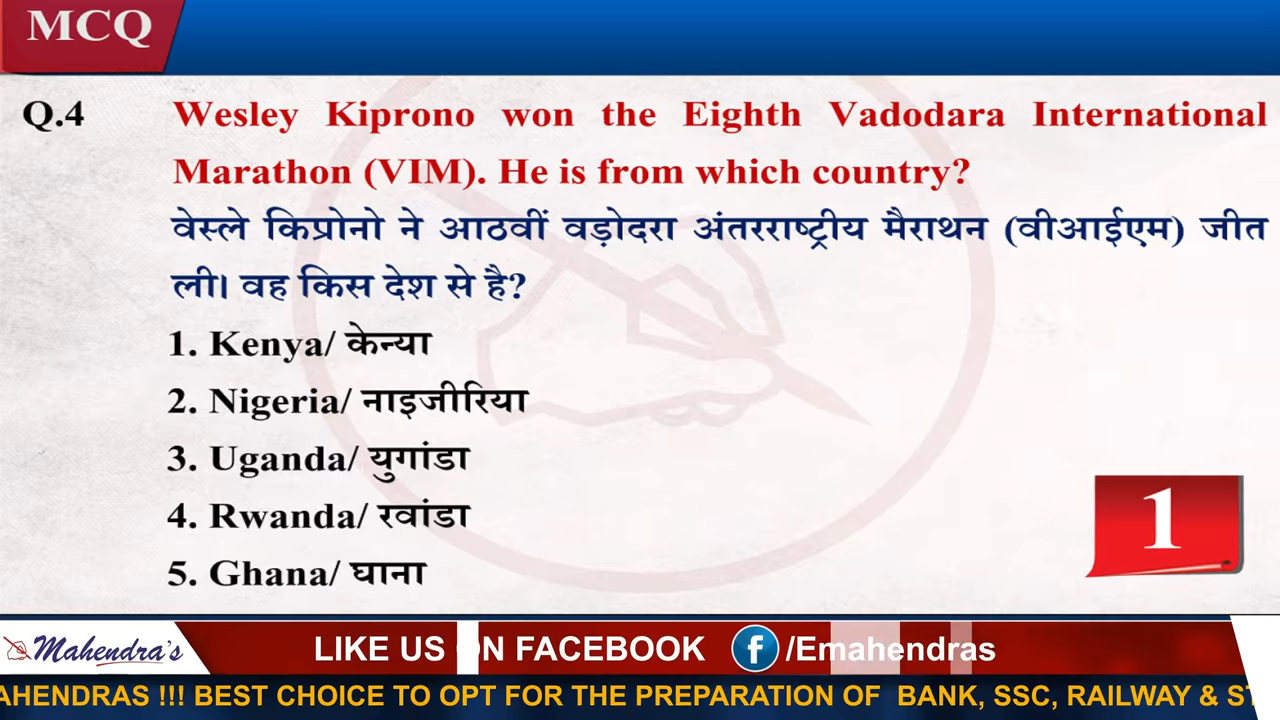 MCQ
Q.4 Wesley Kiprono won the Eighth Vadodara International
Marathon (VIM). He is from which country?
वेस्ले किप्रोनो ने आठवीं वड़ोदरा अंतरराष्ट्रीय मैराथन (वीआईएम) जीत
ली। वह किस देश से है?
1. Kenya/ केन्या
2. Nigeria/ नाइजीरिया
3. Uganda/ युगांडा
4. Rwanda/ रवांडा
5. Ghana/ घाना
1
Mahendra's
LIKE US ON FACEBOOK f /Emahendras
AHENDRAS !!! BEST CHOICE TO OPT FOR THE PREPARATION OF BANK, SSC, RAILWAY & ST